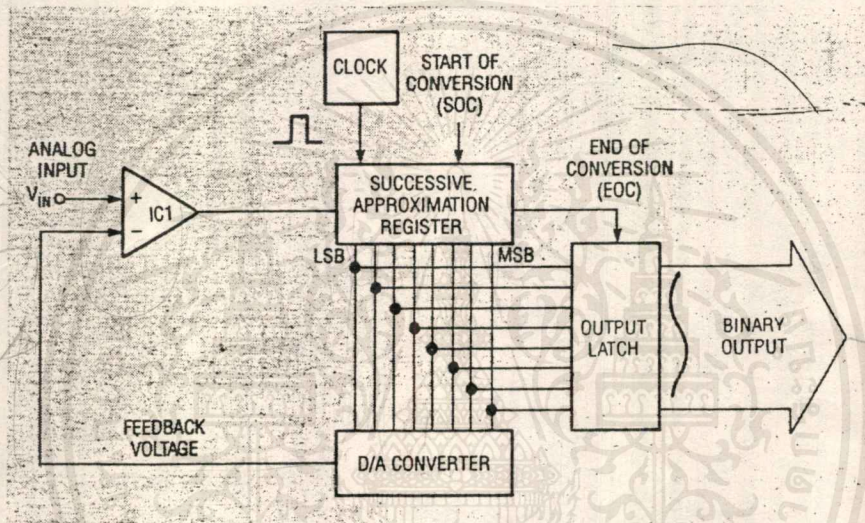 CLOCK
START OF
CONVERSION
(SOC)
ANALOG
INPUT
VIN
+
−
IC1
SUCCESSIVE
APPROXIMATION
REGISTER
END OF
CONVERSION
(EOC)
LSB
MSB
OUTPUT
LATCH
BINARY
OUTPUT
FEEDBACK
VOLTAGE
D/A CONVERTER